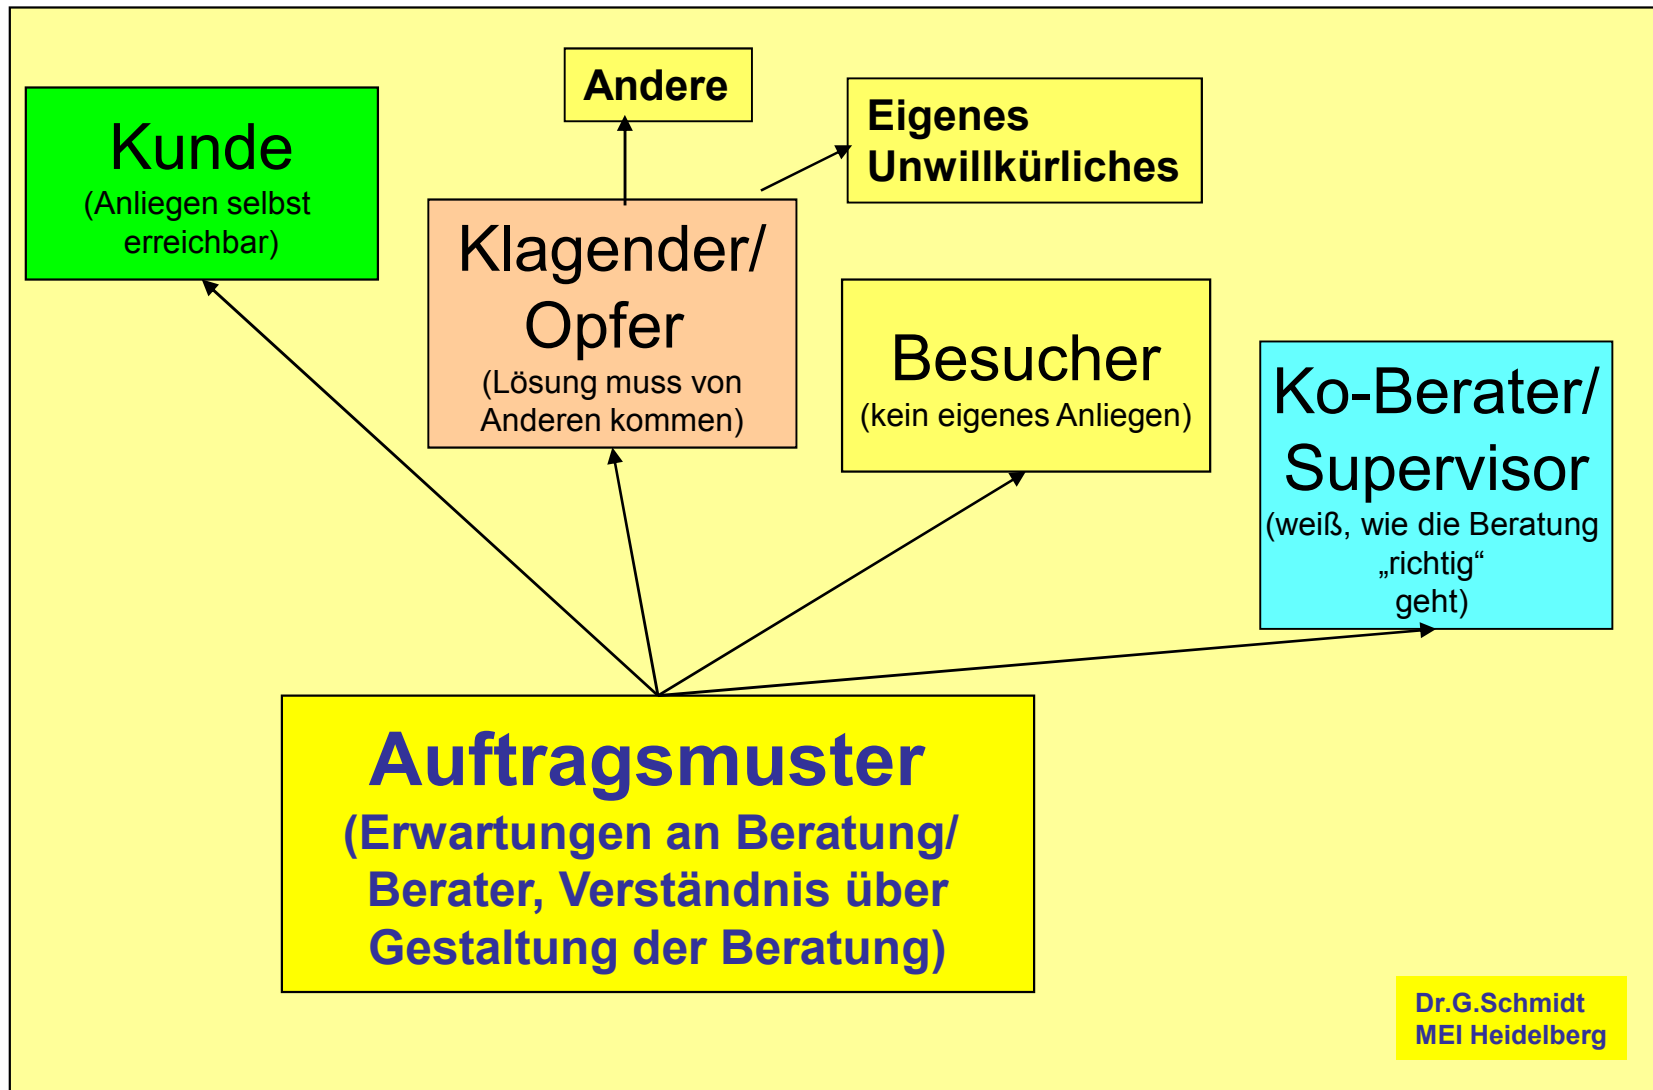 Kunde
(Anliegen selbst
erreichbar)
Andere
Eigenes
Unwillkürliches
Klagender/
Opfer
(Lösung muss von
Anderen kommen)
Besucher
(kein eigenes Anliegen)
Ko-Berater/
Supervisor
(weiß, wie die Beratung
„richtig“
geht)
Auftragsmuster
(Erwartungen an Beratung/
Berater, Verständnis über
Gestaltung der Beratung)
Dr.G.Schmidt
MEI Heidelberg